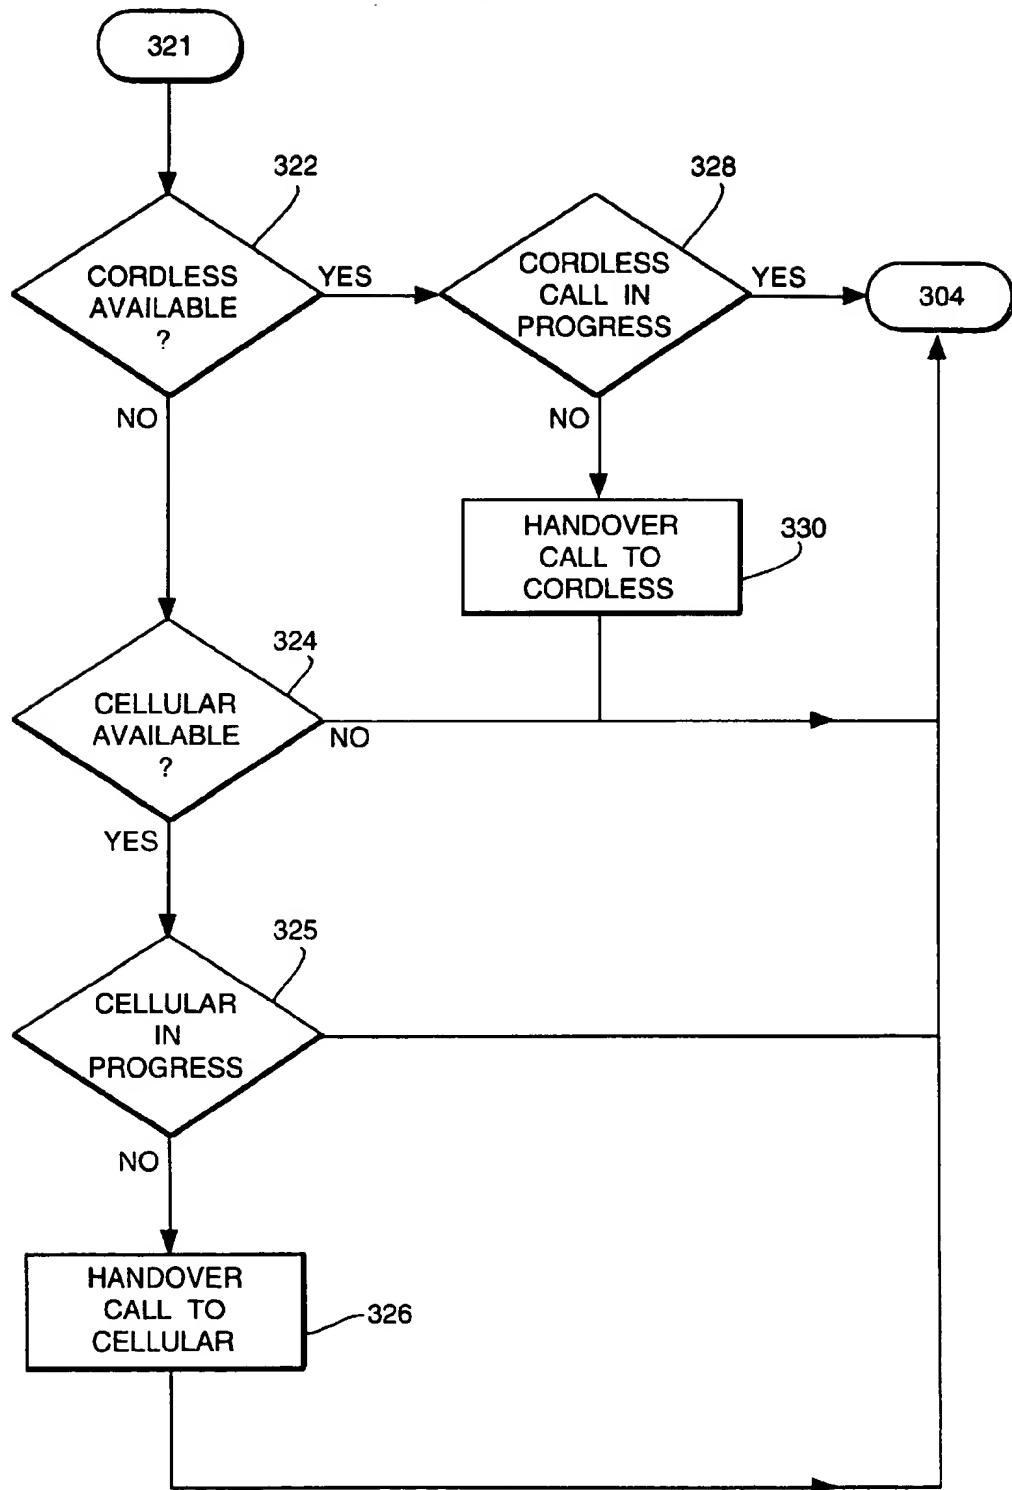 321
322
328
CORDLESS
AVAILABLE
?
YES
CORDLESS
CALL IN
PROGRESS
YES
304
NO
NO
HANDOVER
CALL TO
CORDLESS
330
324
CELLULAR
AVAILABLE
?
NO
YES
325
CELLULAR
IN
PROGRESS
NO
HANDOVER
CALL TO
CELLULAR
326